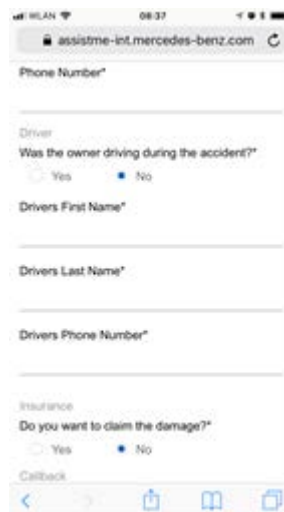 WLAN 08:37
assistme-int.mercedes-benz.com
Phone Number*
Driver
Was the owner driving during the accident?*
Yes No
Drivers First Name*
Drivers Last Name*
Drivers Phone Number*
Insurance
Do you want to claim the damage?*
Yes No
Callback